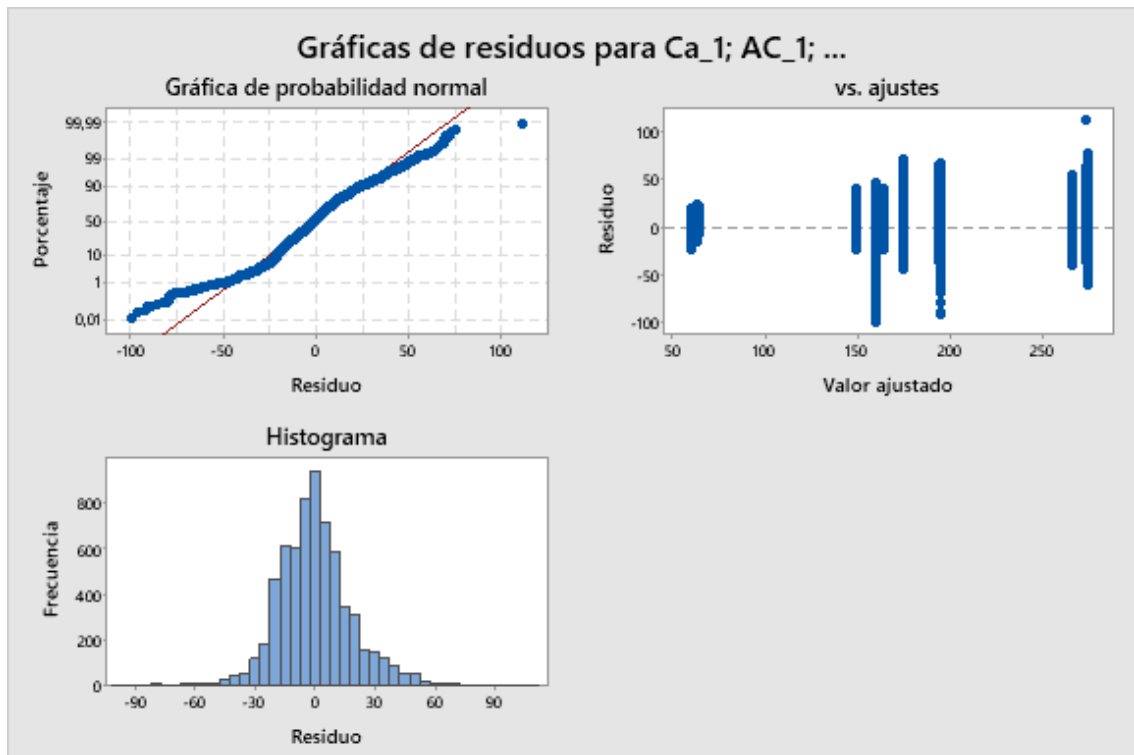 Gráficas de residuos para Ca_1; AC_1; ...
Gráfica de probabilidad normal
Porcentaje
99,99
99
90
50
10
1
0,01
-100 -50 0 50 100
Residuo
vs. ajustes
Residuo
100
50
0
-50
-100
50 100 150 200 250
Valor ajustado
Histograma
Frecuencia
800
600
400
200
0
-90 -60 -30 0 30 60 90
Residuo